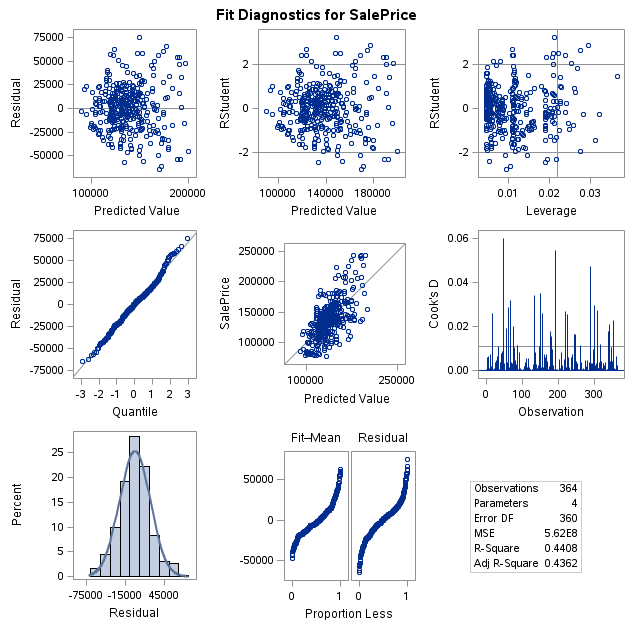 Fit Diagnostics for SalePrice
75000
50000
25000
0
-25000
-50000
Residual
100000 200000
Predicted Value
2
0
-2
RStudent
100000 140000 180000
Predicted Value
2
0
-2
RStudent
0.01 0.02 0.03
Leverage
75000
50000
25000
0
-25000
-50000
-75000
Residual
-3 -2 -1 0 1 2 3
Quantile
250000
200000
150000
100000
SalePrice
100000 250000
Predicted Value
0.06
0.04
0.02
0.00
Cook's D
0 100 200 300
Observation
25
20
15
10
5
0
Percent
-75000 -15000 45000
Residual
Fit–Mean Residual
50000
0
-50000
0 1 0 1
Proportion Less
Observations 364
Parameters 4
Error DF 360
MSE 5.62E8
R-Square 0.4408
Adj R-Square 0.4362